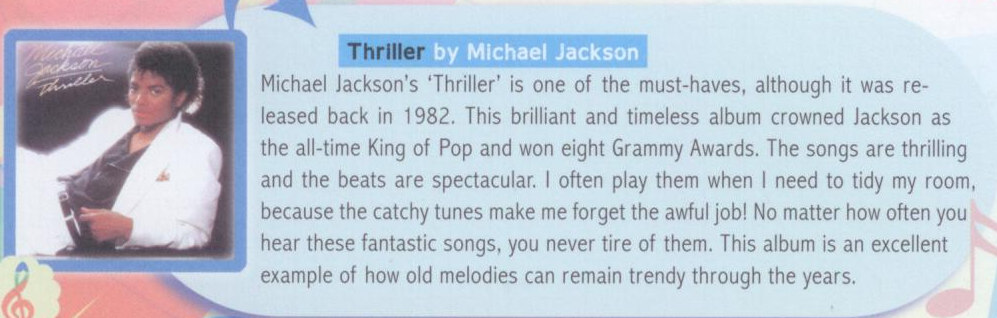 Michael
Jackson
Thriller
Thriller by Michael Jackson
Michael Jackson's 'Thriller' is one of the must-haves, although it was re-
leased back in 1982. This brilliant and timeless album crowned Jackson as
the all-time King of Pop and won eight Grammy Awards. The songs are thrilling
and the beats are spectacular. I often play them when I need to tidy my room,
because the catchy tunes make me forget the awful job! No matter how often you
hear these fantastic songs, you never tire of them. This album is an excellent
example of how old melodies can remain trendy through the years.